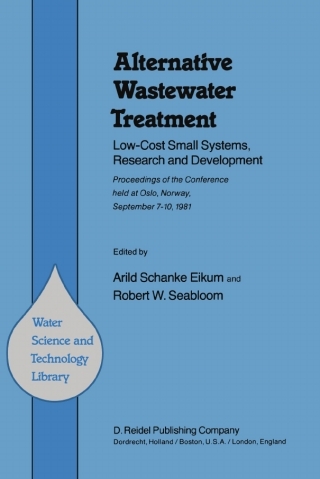 Alternative
Wastewater
Treatment
Low-Cost Small Systems,
Research and Development
Proceedings of the Conference
held at Oslo, Norway,
September 7-10, 1981
Edited by
Arild Schanke Eikum and
Robert W. Seabloom
Water
Science and
Technology
Library
D. Reidel Publishing Company
Dordrecht, Holland / Boston, U.S.A. / London, England